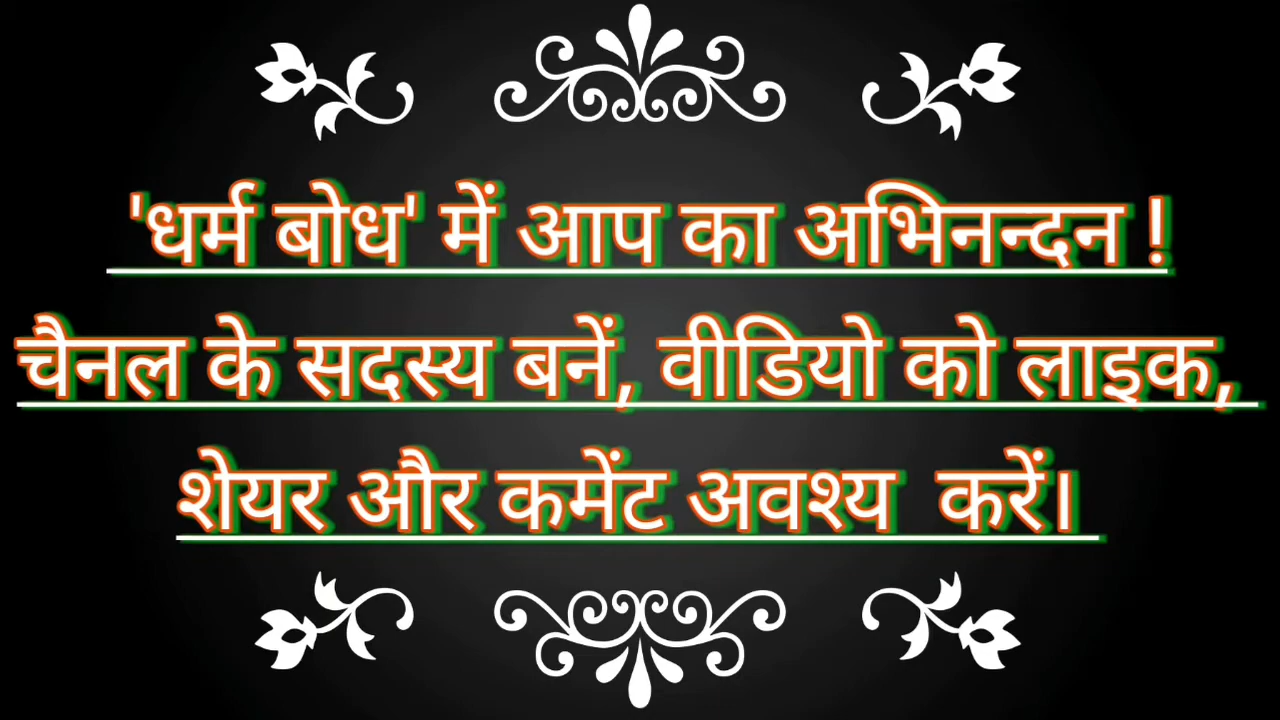 'धर्म बोध' में आप का अभिनन्दन !
चैनल के सदस्य बनें, वीडियो को लाइक,
शेयर और कमेंट अवश्य  करें।